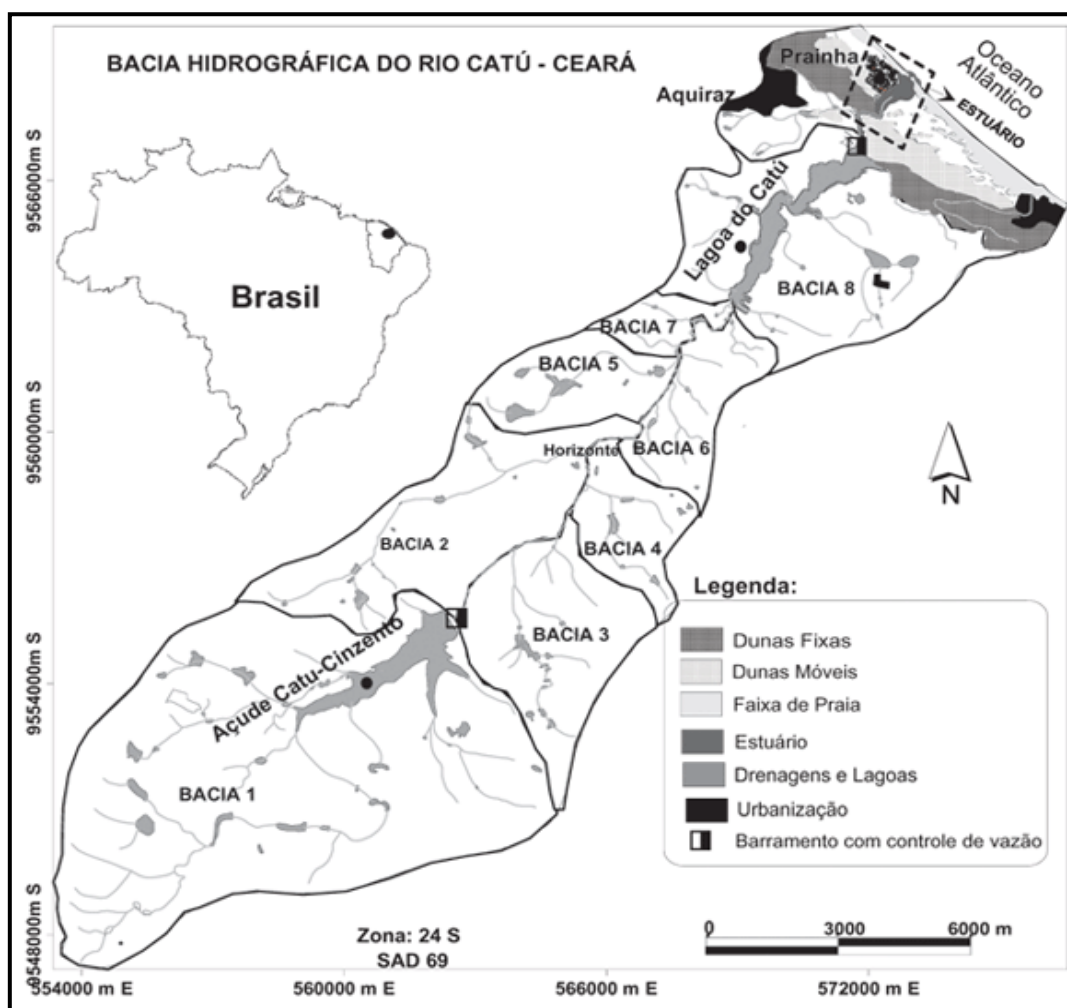 BACIA HIDROGRÁFICA DO RIO CATÚ - CEARÁ
Prainha
Oceano
Atlântico
Aquiraz
ESTUÁRIO
9566000m S
Lagoa do Catú
Brasil
BACIA 8
BACIA 7
BACIA 5
9560000m S
Horizonte
BACIA 6
N
BACIA 2
BACIA 4
Legenda:
BACIA 3
Dunas Fixas
Açude Catu-Cinzento
Dunas Móveis
9554000m S
Faixa de Praia
Estuário
Drenagens e Lagoas
BACIA 1
Urbanização
Barramento com controle de vazão
Zona: 24 S
SAD 69
0 3000 6000 m
9548000m S
554000 m E 560000 m E 566000 m E 572000 m E